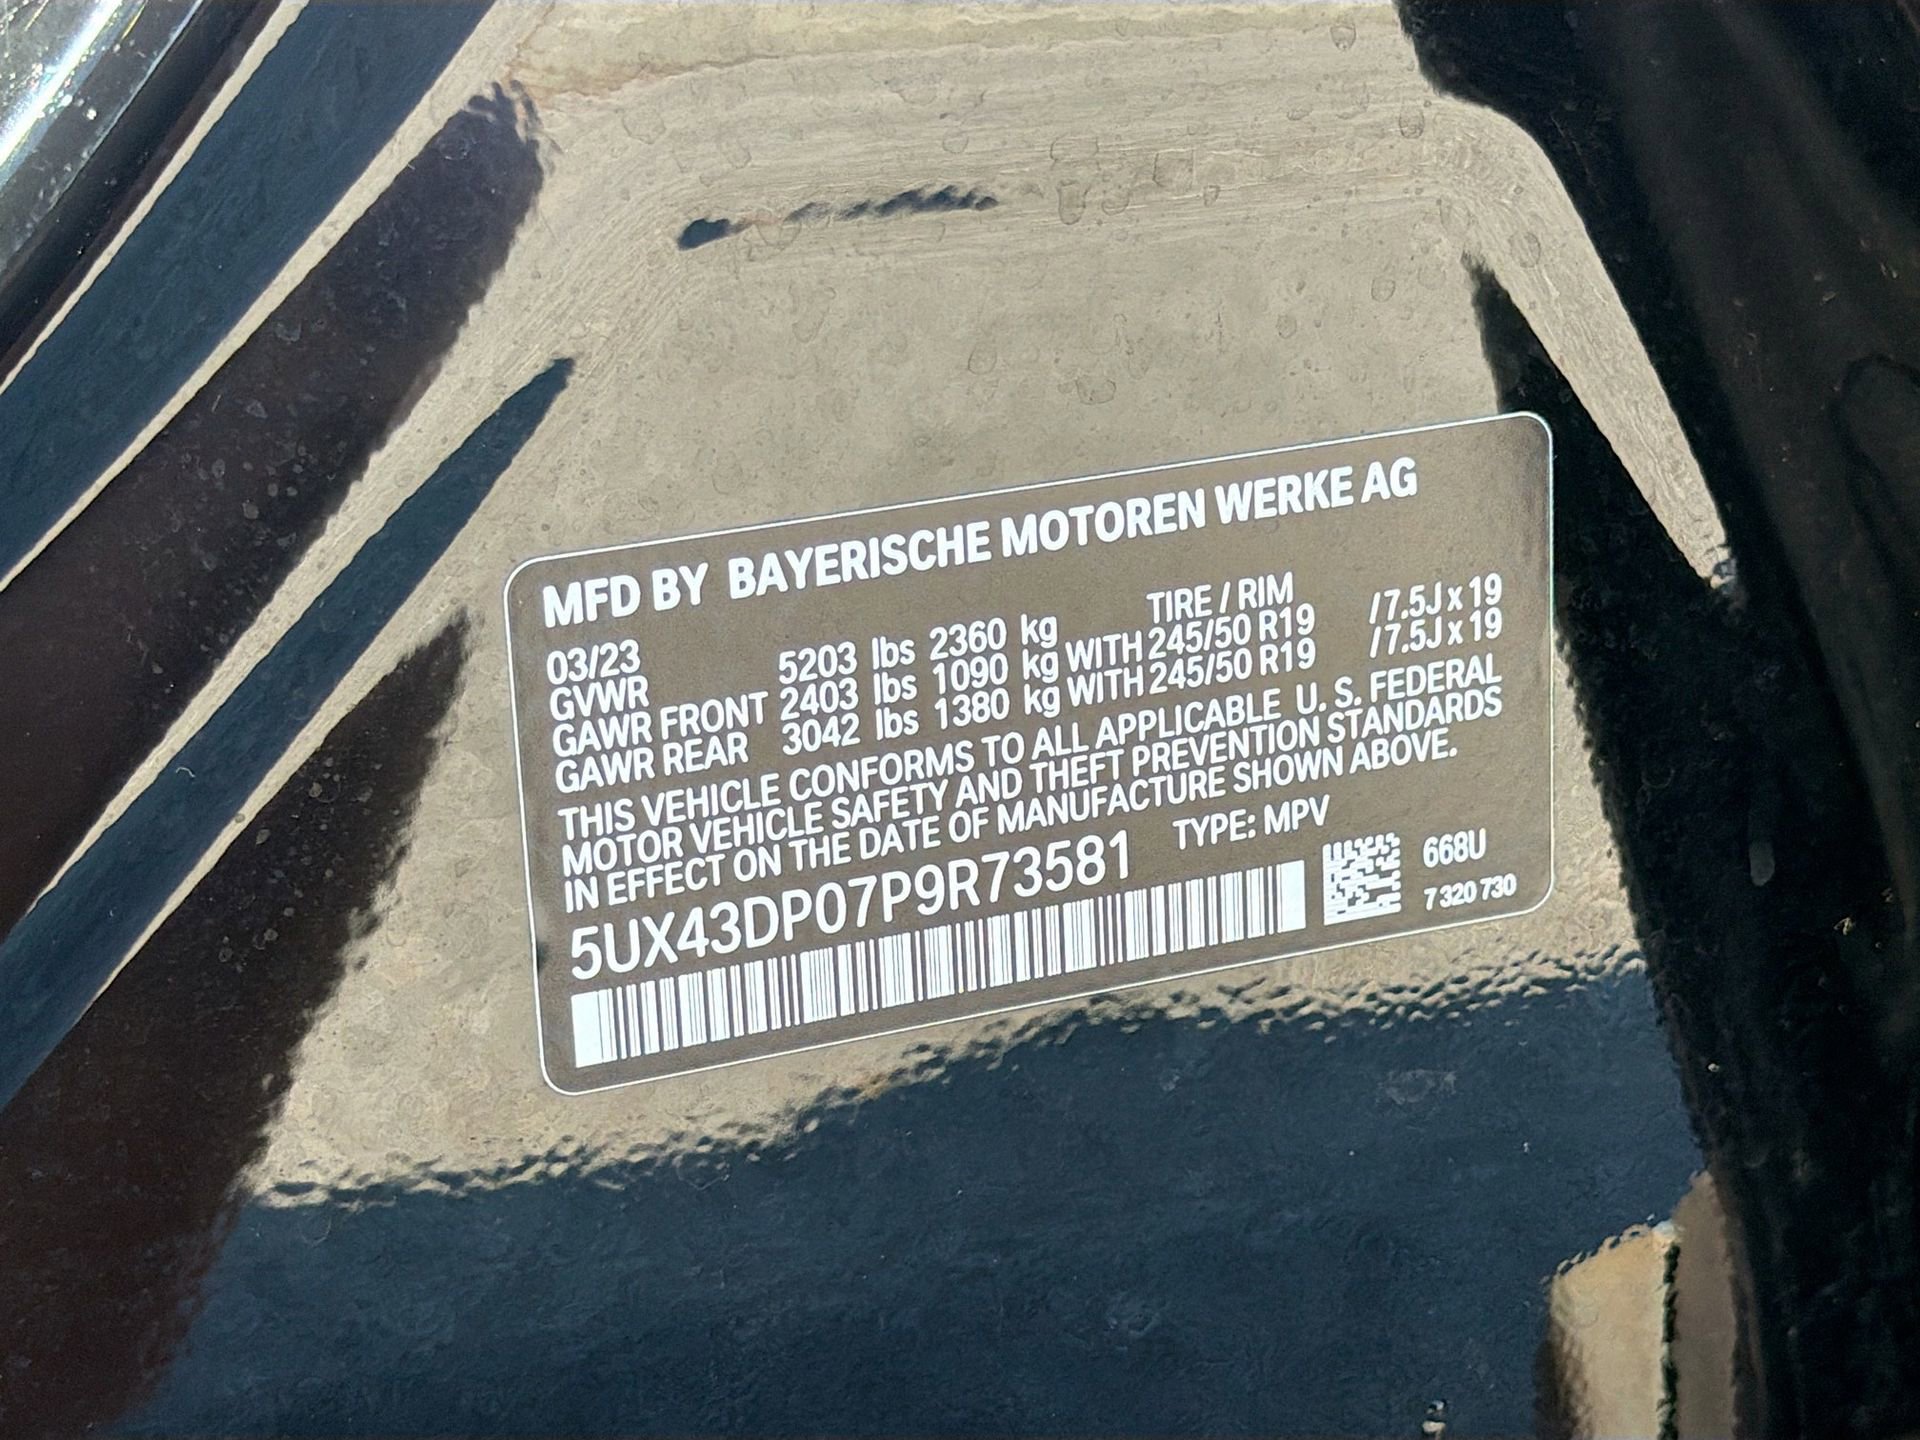 MFD BY BAYERISCHE MOTOREN WERKE AG
03/23 TIRE / RIM
GVWR 5203 lbs 2360 kg
GAWR FRONT 2403 lbs 1090 kg WITH 245/50 R19 / 7.5J x 19
GAWR REAR 3042 lbs 1380 kg WITH 245/50 R19 / 7.5J x 19
THIS VEHICLE CONFORMS TO ALL APPLICABLE U. S. FEDERAL
MOTOR VEHICLE SAFETY AND THEFT PREVENTION STANDARDS
IN EFFECT ON THE DATE OF MANUFACTURE SHOWN ABOVE.
5UX43DP07P9R73581 TYPE: MPV
668U
7 320 730